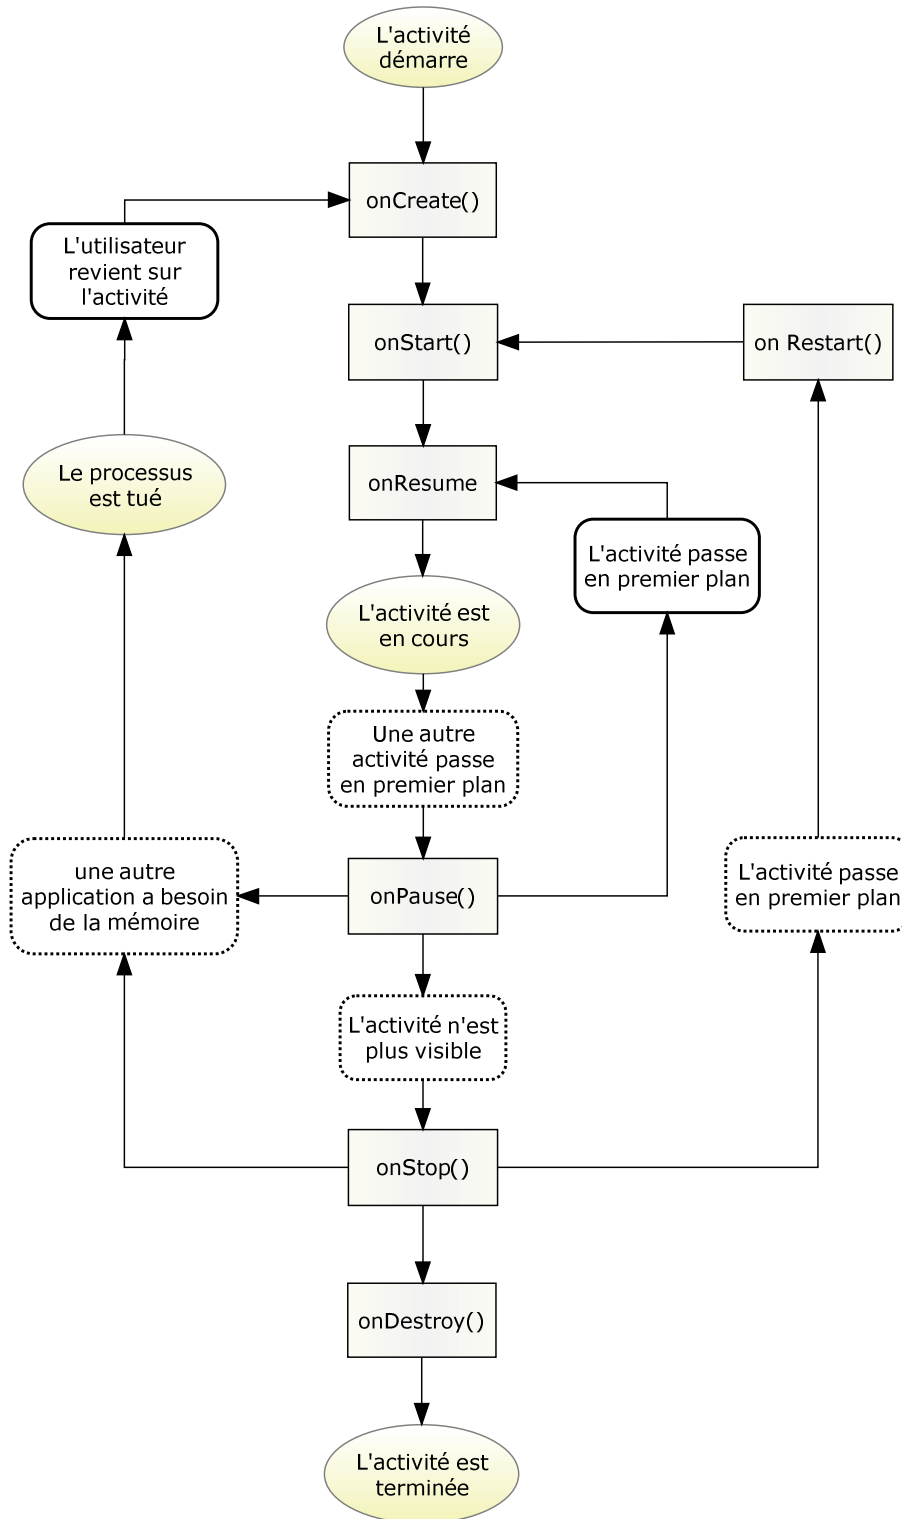 L'activité
démarre
onCreate()
L'utilisateur
revient sur
l'activité
onStart()
on Restart()
Le processus
est tué
onResume
L'activité passe
en premier plan
L'activité est
en cours
Une autre
activité passe
en premier plan
une autre
application a besoin
de la mémoire
onPause()
L'activité passe
en premier plan
L'activité n'est
plus visible
onStop()
onDestroy()
L'activité est
terminée